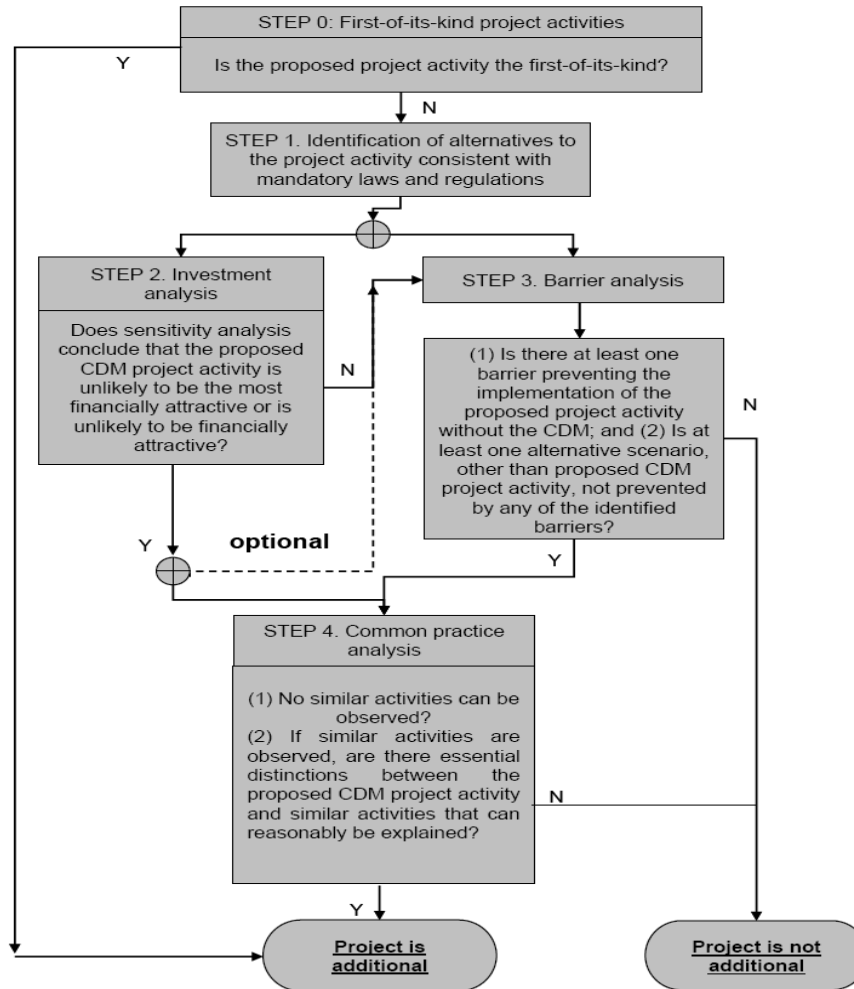 STEP 0: First-of-its-kind project activities
Y
Is the proposed project activity the first-of-its-kind?
N
STEP 1. Identification of alternatives to
the project activity consistent with
mandatory laws and regulations
STEP 2. Investment
analysis
STEP 3. Barrier analysis
Does sensitivity analysis
conclude that the proposed
CDM project activity is
unlikely to be the most
financially attractive or is
unlikely to be financially
attractive?
N
(1) Is there at least one
barrier preventing the
implementation of the
proposed project activity
without the CDM; and (2) Is at
least one alternative scenario,
other than proposed CDM
project activity, not prevented
by any of the identified
barriers?
N
Y
optional
Y
STEP 4. Common practice
analysis
(1) No similar activities can be
observed?
(2) If similar activities are
observed, are there essential
distinctions between the
proposed CDM project activity
and similar activities that can
reasonably be explained?
N
Y
Project is
additional
Project is not
additional